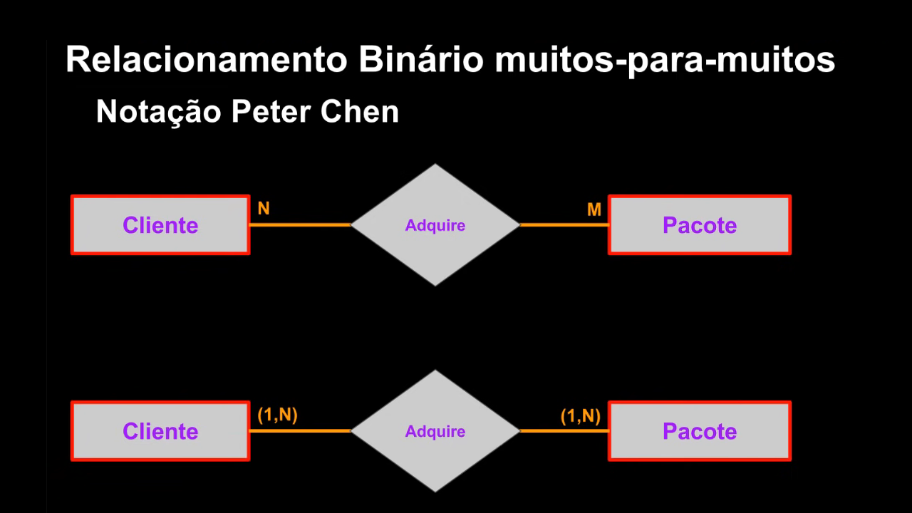 Relacionamento Binário muitos-para-muitos
Notação Peter Chen
N
M
Cliente
Adquire
Pacote
(1,N)
(1,N)
Cliente
Adquire
Pacote